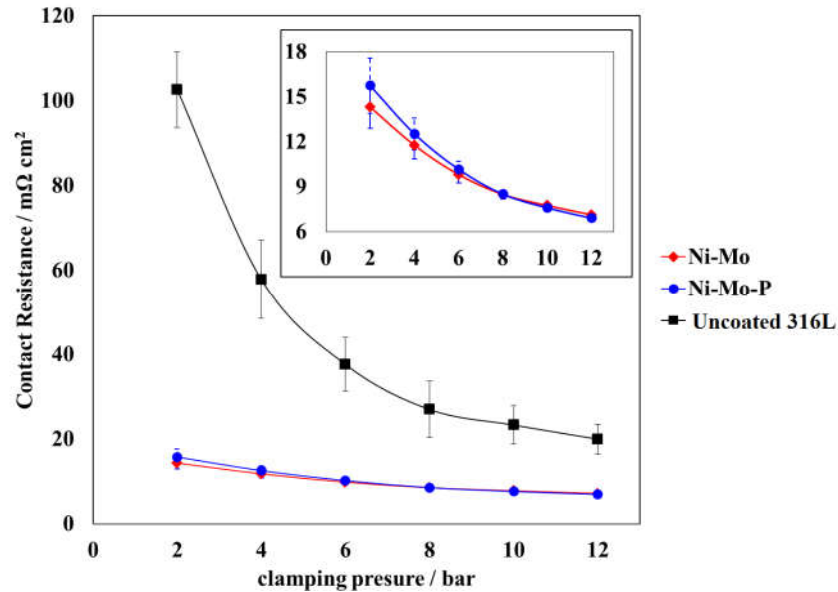 120
100
80
60
40
20
0
Contact Resistance / mΩ cm²
0 2 4 6 8 10 12
clamping presure / bar
18
15
12
9
6
0 2 4 6 8 10 12
Ni-Mo
Ni-Mo-P
Uncoated 316L